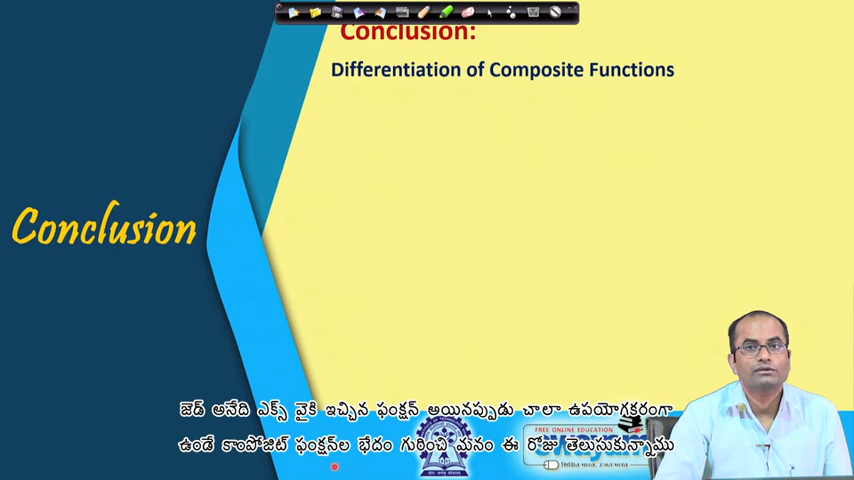 Conclusion:
Differentiation of Composite Functions
Conclusion
జెడ్ అనేది ఎక్స్ వైకి ఇచ్చిన ఫంక్షన్ అయినప్పుడు చాలా ఉపయోగకరంగా
ఉండే కాంపోజిట్ ఫంక్షన్‌ల భేదం గురించి మనం ఈ రోజు తెలుసుకున్నాము
FREE ONLINE EDUCATION
swayam